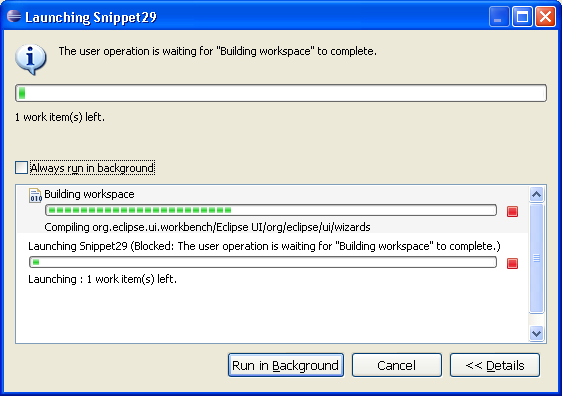 Launching Snippet29
The user operation is waiting for "Building workspace" to complete.
1 work item(s) left.
Always run in background
010
Building workspace
Compiling org.eclipse.ui.workbench/Eclipse UI/org/eclipse/ui/wizards
Launching Snippet29 (Blocked: The user operation is waiting for "Building workspace" to complete.)
Launching : 1 work item(s) left.
Run in Background
Cancel
<< Details